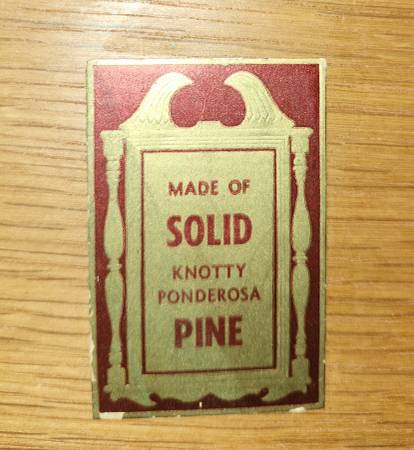 MADE OF
SOLID
KNOTTY
PONDEROSA
PINE